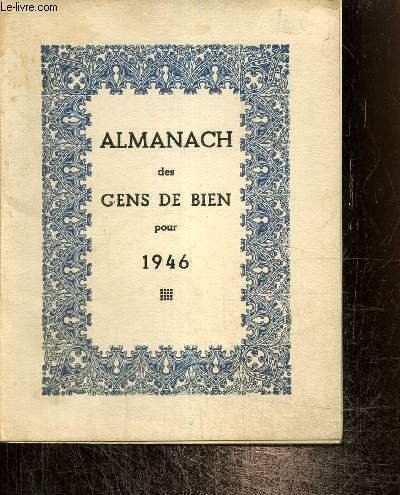 Le-livre.com
ALMANACH
des
GENS DE BIEN
pour
1946